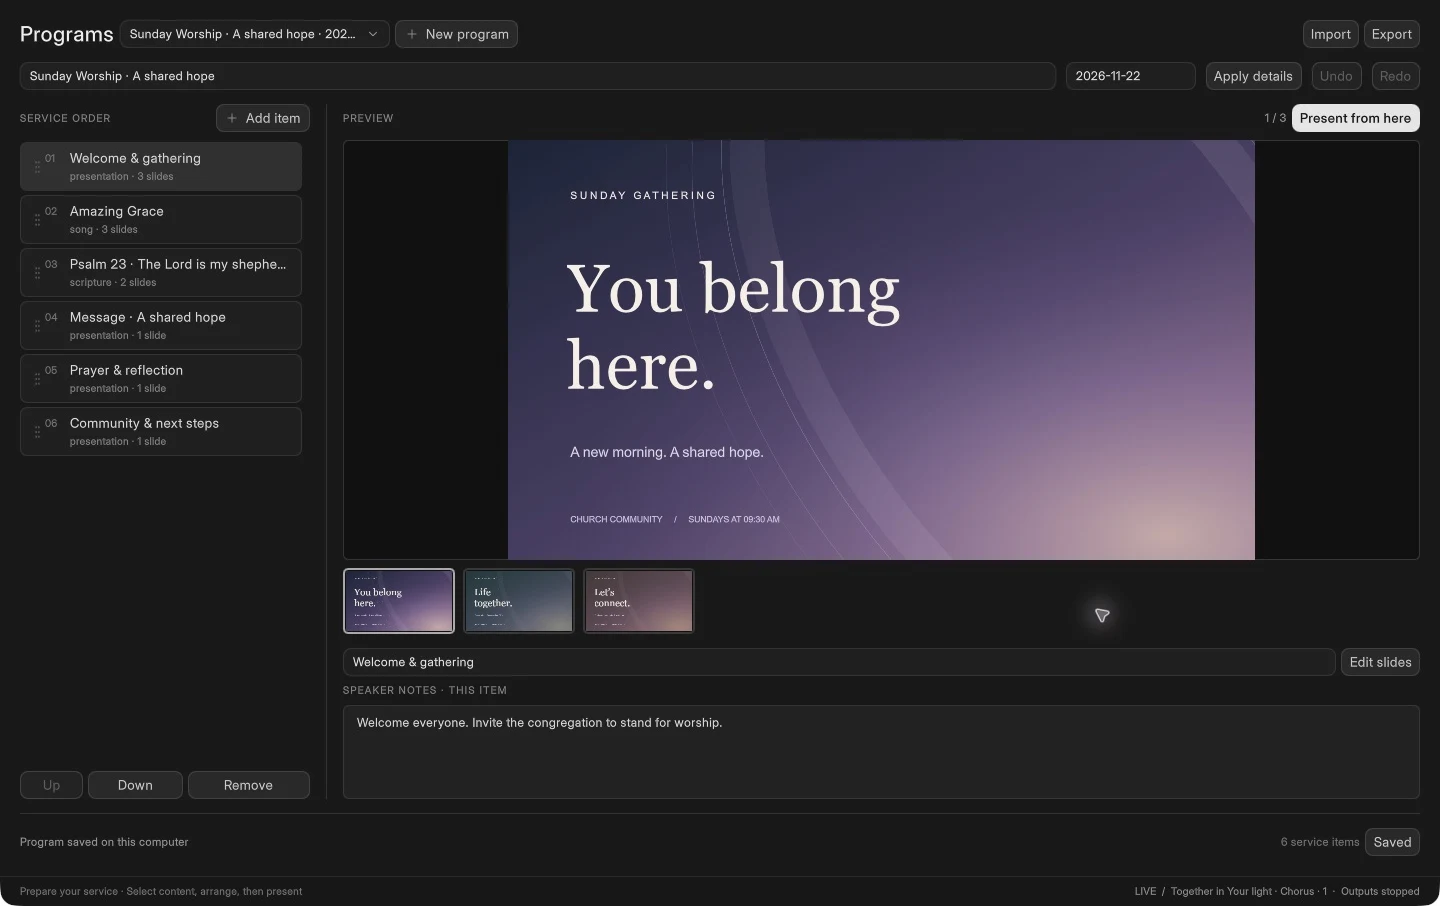 Programs
Sunday Worship · A shared hope · 202...
New program
Import
Export
Sunday Worship · A shared hope
2026-11-22
Apply details
Undo
Redo
SERVICE ORDER
Add item
01 Welcome & gathering
presentation · 3 slides
02 Amazing Grace
song · 3 slides
03 Psalm 23 · The Lord is my shephe...
scripture · 2 slides
04 Message · A shared hope
presentation · 1 slide
05 Prayer & reflection
presentation · 1 slide
06 Community & next steps
presentation · 1 slide
Up
Down
Remove
PREVIEW
1 / 3
Present from here
SUNDAY GATHERING
You belong
here.
A new morning. A shared hope.
CHURCH COMMUNITY / SUNDAYS AT 09:30 AM
You belong
here.
Life
together.
Let's
connect.
Welcome & gathering
Edit slides
SPEAKER NOTES · THIS ITEM
Welcome everyone. Invite the congregation to stand for worship.
Program saved on this computer
6 service items
Saved
Prepare your service · Select content, arrange, then present
LIVE / Together in Your light · Chorus · 1 · Outputs stopped